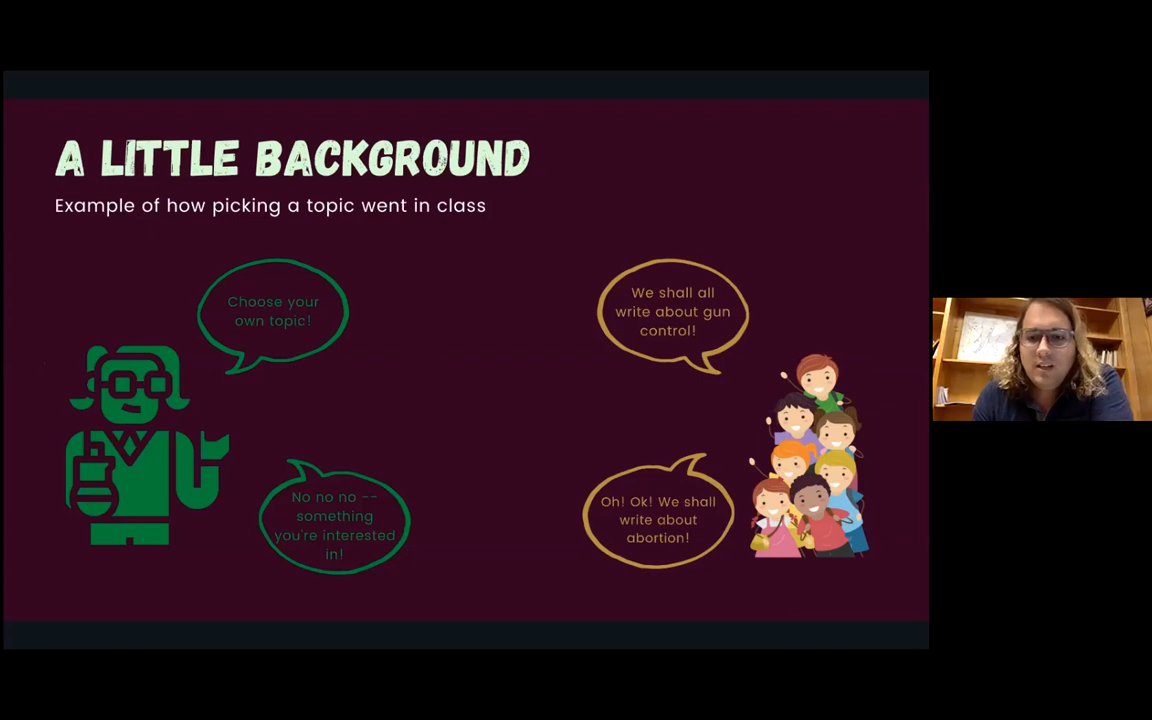 A LITTLE BACKGROUND
Example of how picking a topic went in class
Choose your
own topic!
We shall all
write about gun
control!
No no no --
something
you're interested
in!
Oh! Ok! We shall
write about
abortion!